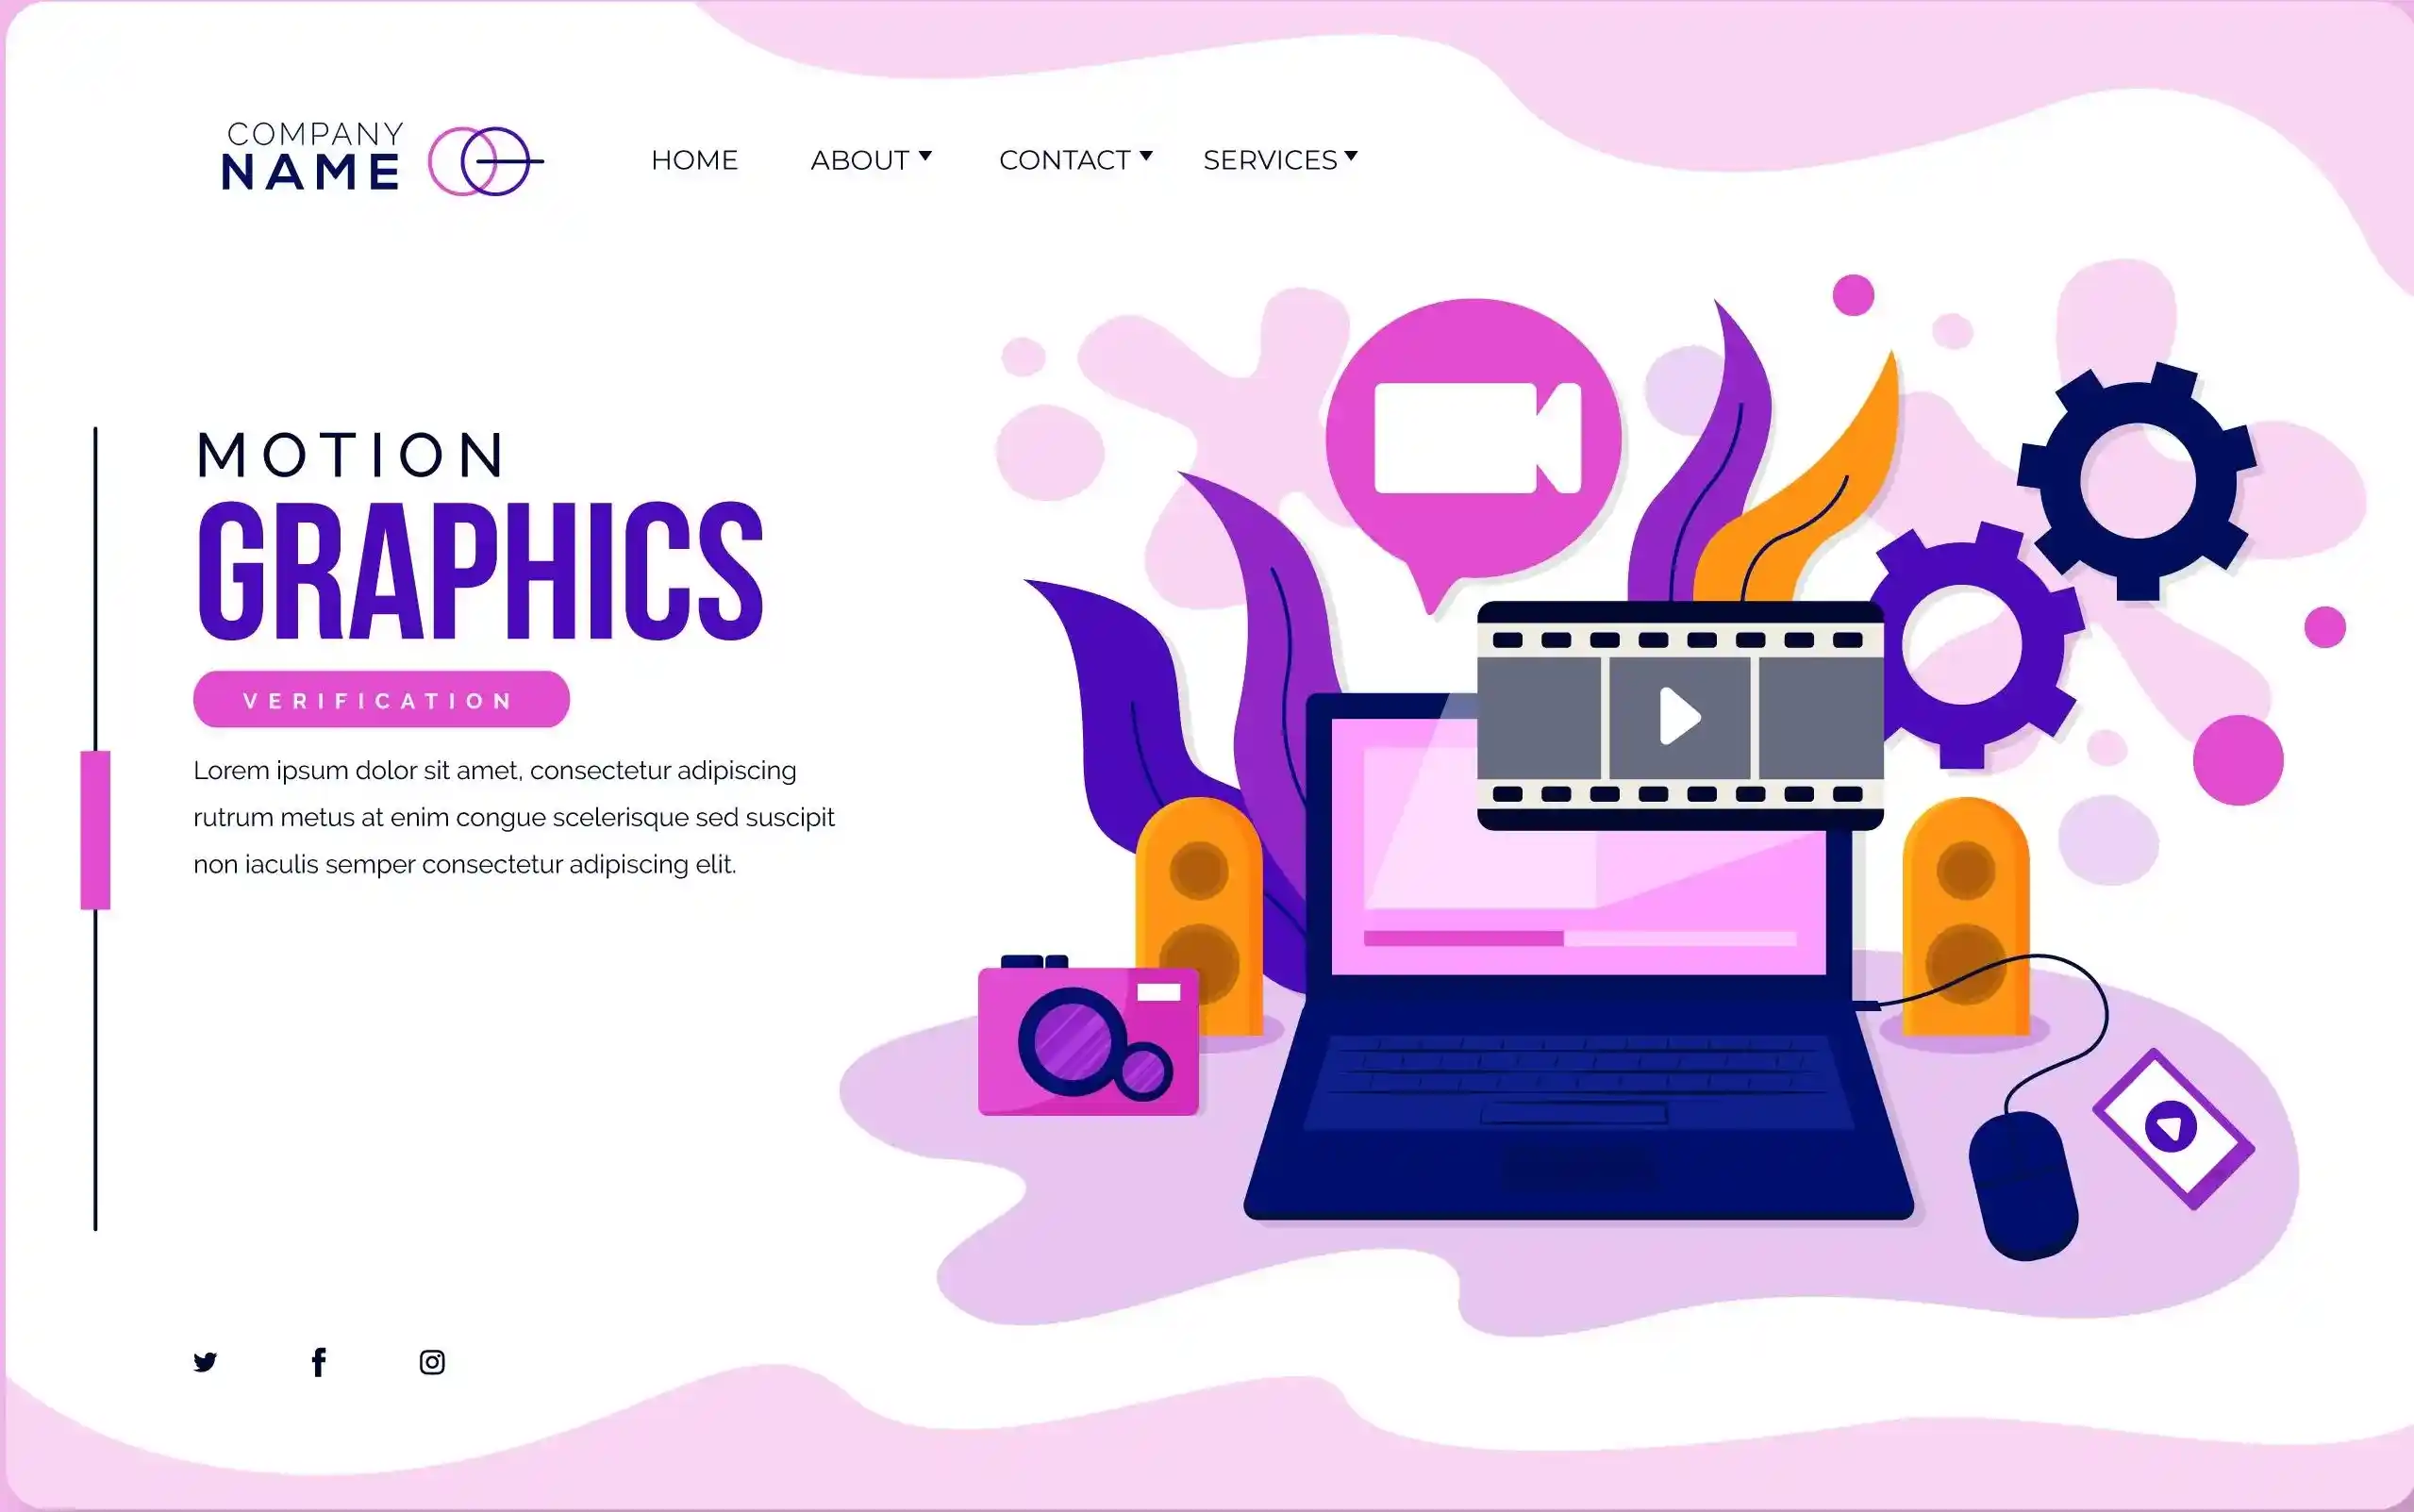 COMPANY
NAME
HOME ABOUT CONTACT SERVICES
MOTION
GRAPHICS
VERIFICATION
Lorem ipsum dolor sit amet, consectetur adipiscing
rutrum metus at enim congue scelerisque sed suscipit
non iaculis semper consectetur adipiscing elit.